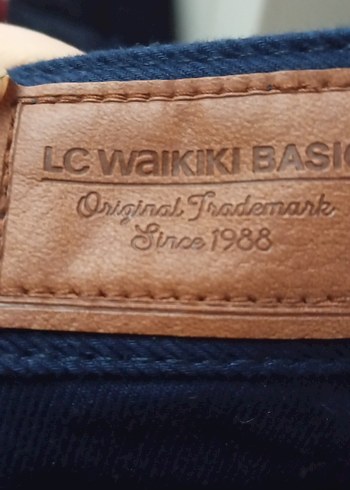 LC WaiKiKi BASIC
Original Trademark
Since 1988